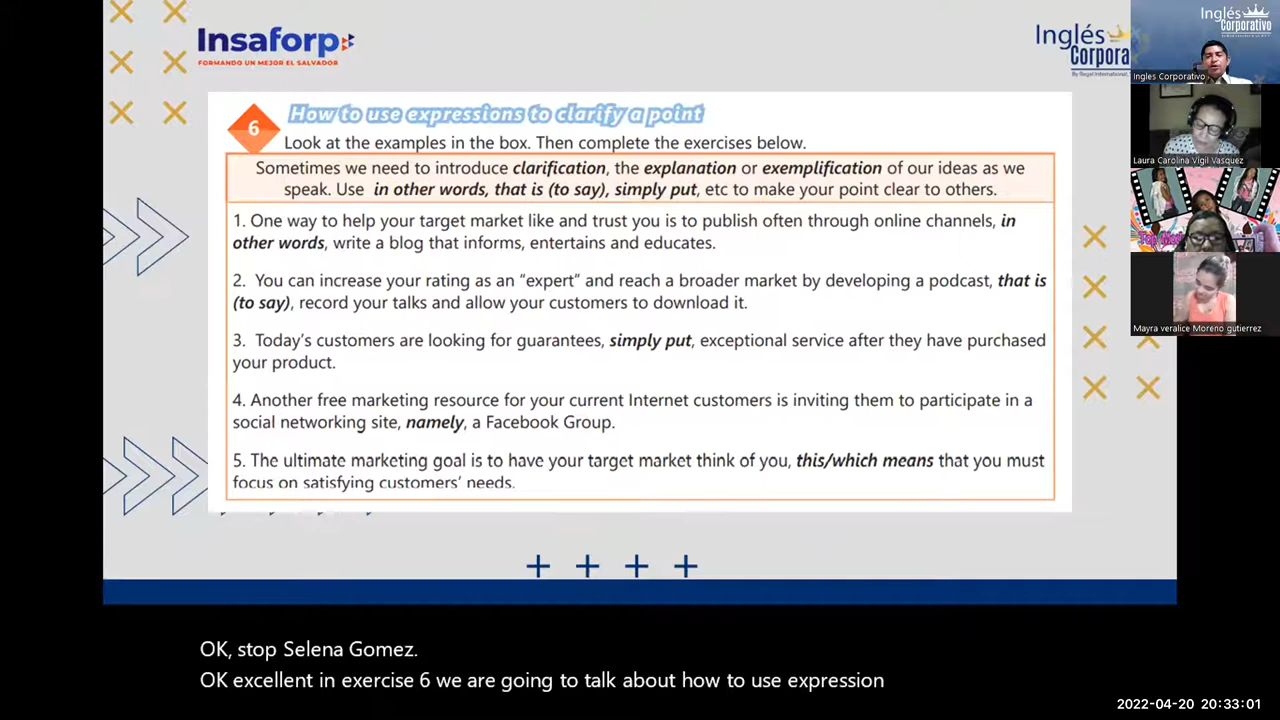 Insaforp
FORMANDO UN MEJOR EL SALVADOR
Inglés
Corpora
Inglés
Corporativo
Ingles Corporativo
Laura Carolina Vigil Vasquez
Mayra veralice Moreno gutierrez
6
How to use expressions to clarify a point
Look at the examples in the box. Then complete the exercises below.
Sometimes we need to introduce clarification, the explanation or exemplification of our ideas as we
speak. Use in other words, that is (to say), simply put, etc to make your point clear to others.
1. One way to help your target market like and trust you is to publish often through online channels, in
other words, write a blog that informs, entertains and educates.
2. You can increase your rating as an “expert” and reach a broader market by developing a podcast, that is
(to say), record your talks and allow your customers to download it.
3. Today’s customers are looking for guarantees, simply put, exceptional service after they have purchased
your product.
4. Another free marketing resource for your current Internet customers is inviting them to participate in a
social networking site, namely, a Facebook Group.
5. The ultimate marketing goal is to have your target market think of you, this/which means that you must
focus on satisfying customers’ needs.
OK, stop Selena Gomez.
OK excellent in exercise 6 we are going to talk about how to use expression
2022-04-20 20:33:01